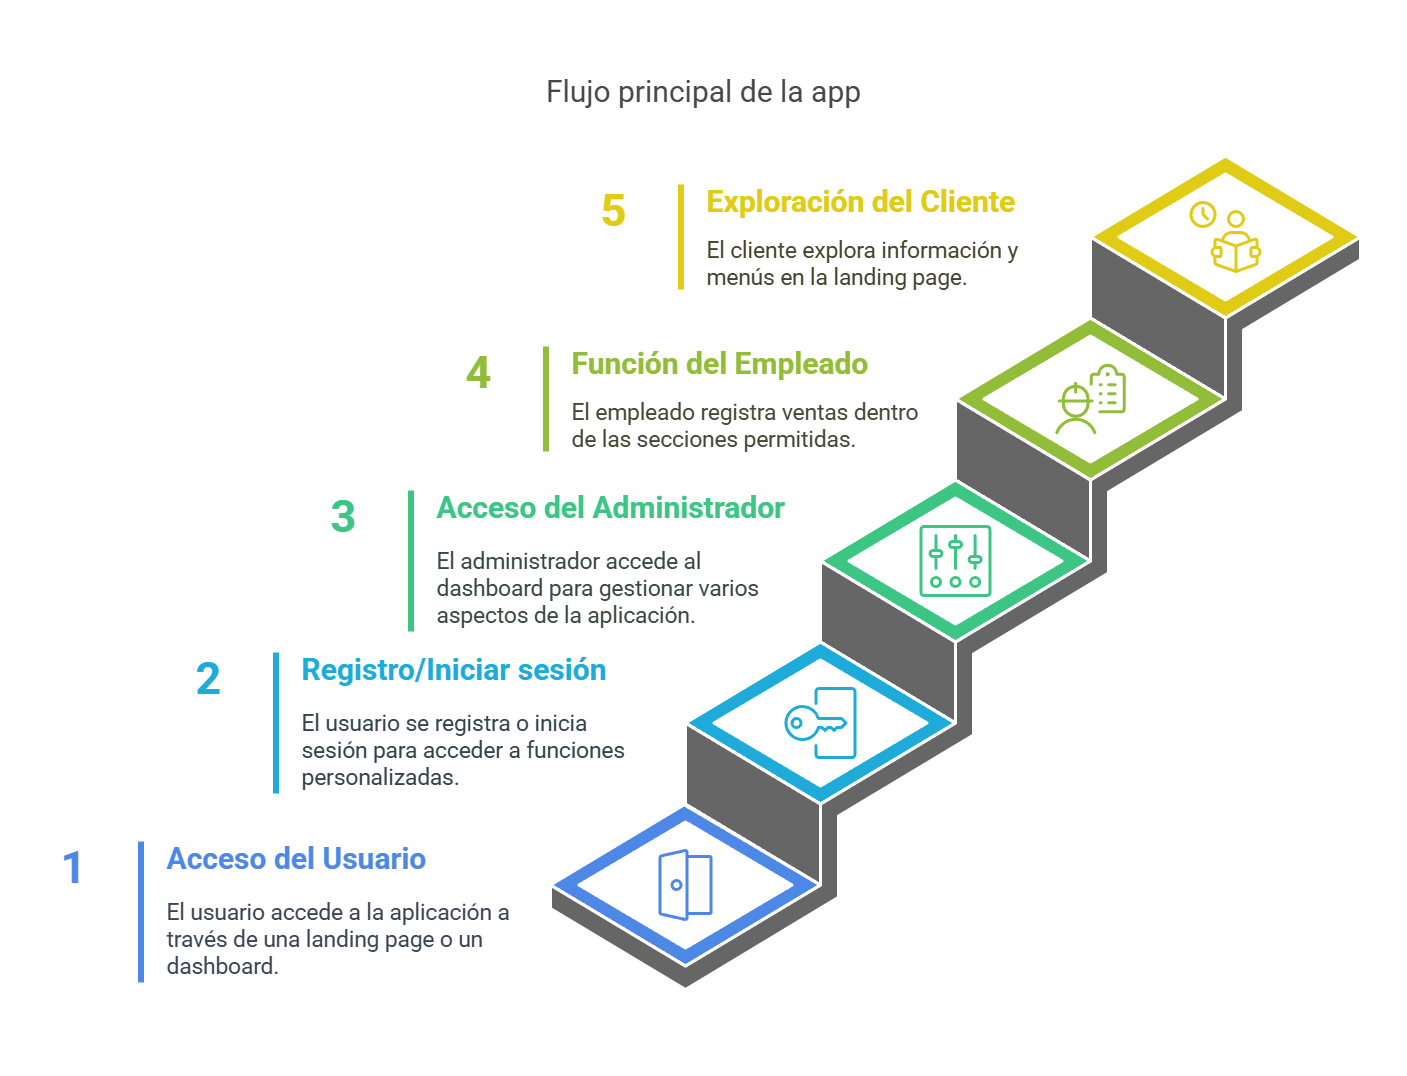 Flujo principal de la app
5
Exploración del Cliente
El cliente explora información y
menús en la landing page.
4
Función del Empleado
El empleado registra ventas dentro
de las secciones permitidas.
3
Acceso del Administrador
El administrador accede al
dashboard para gestionar varios
aspectos de la aplicación.
2
Registro/Iniciar sesión
El usuario se registra o inicia
sesión para acceder a funciones
personalizadas.
1
Acceso del Usuario
El usuario accede a la aplicación a
través de una landing page o un
dashboard.